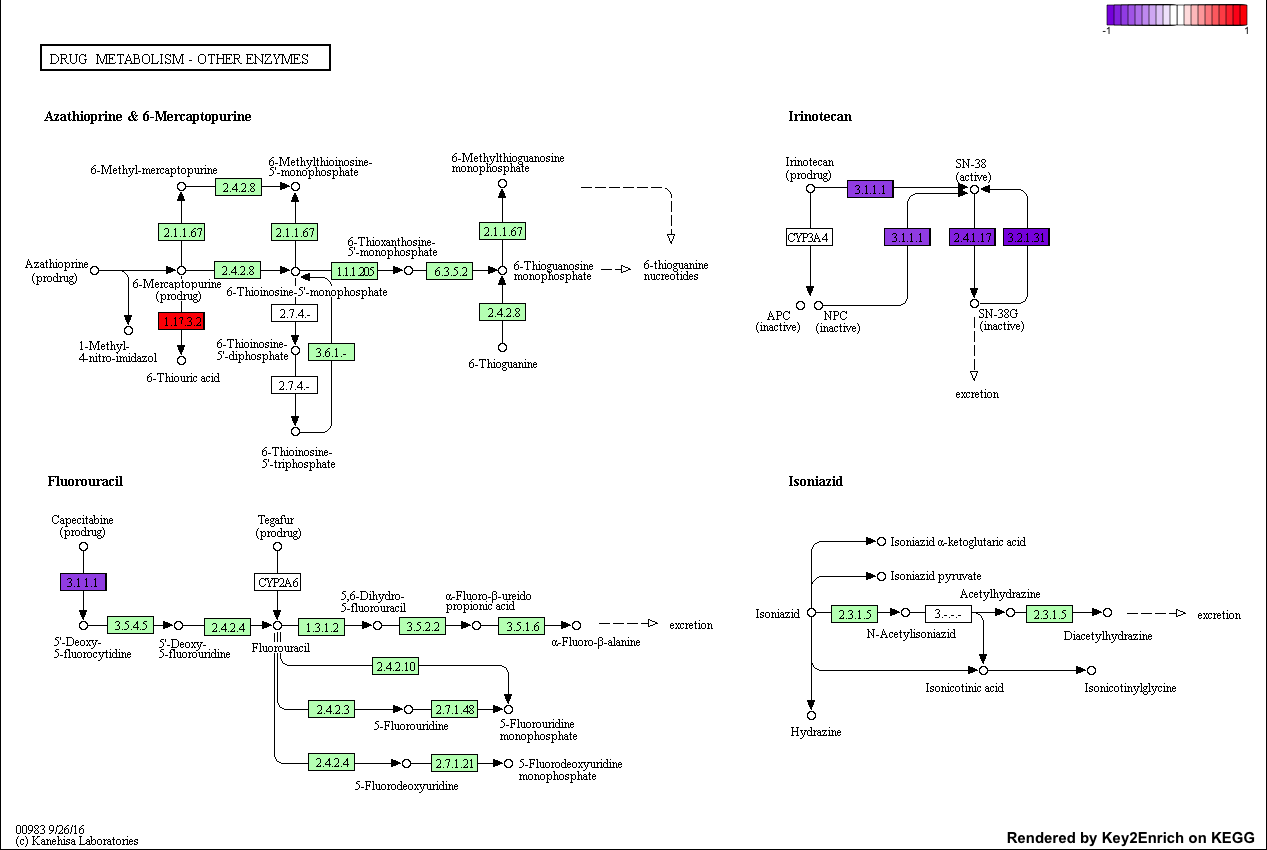 -1
1
DRUG METABOLISM - OTHER ENZYMES
Azathioprine & 6-Mercaptopurine
6-Methyl-mercaptopurine
6-Methylthioinosine-
5'-monophosphate
6-Methylthioguanosine
monophosphate
2.4.2.8
2.1.1.67
2.1.1.67
2.1.1.67
6-Thioxanthosine-
5'-monophosphate
Azathioprine
(prodrug)
2.4.2.8
1.1.1.205
6.3.5.2
6-Thioguanosine
monophosphate
6-thioguanine
nucreotides
6-Mercaptopurine
(prodrug)
6-Thioinosine-5'-monophosphate
1.17.3.2
2.7.4.-
2.4.2.8
1-Methyl-
4-nitro-imidazol
6-Thioinosine-
5'-diphosphate
3.6.1.-
6-Thioguanine
6-Thiouric acid
2.7.4.-
6-Thioinosine-
5'-triphosphate
Irinotecan
Irinotecan
(prodrug)
SN-38
(active)
3.1.1.1
CYP3A4
3.1.1.1
2.4.1.17
3.2.1.31
APC
(inactive)
NPC
(inactive)
SN-38G
(inactive)
excretion
Fluorouracil
Capecitabine
(prodrug)
Tegafur
(prodrug)
3.1.1.1
CYP2A6
5,6-Dihydro-
5-fluorouracil
α-Fluoro-β-ureido
propionic acid
3.5.4.5
2.4.2.4
1.3.1.2
3.5.2.2
3.5.1.6
excretion
5'-Deoxy-
5-fluorocytidine
5'-Deoxy-
5-fluorouridine
Fluorouracil
α-Fluoro-β-alanine
2.4.2.10
2.4.2.3
2.7.1.48
5-Fluorouridine
5-Fluorouridine
monophosphate
2.4.2.4
2.7.1.21
5-Fluorodeoxyuridine
monophosphate
5-Fluorodeoxyuridine
Isoniazid
Isoniazid α-ketoglutaric acid
Isoniazid pyruvate
Acetylhydrazine
Isoniazid
2.3.1.5
3.-.-.-
2.3.1.5
excretion
N-Acetylisoniazid
Diacetylhydrazine
Isonicotinic acid
Isonicotinylglycine
Hydrazine
00983 9/26/16
(c) Kanehisa Laboratories
Rendered by Key2Enrich on KEGG